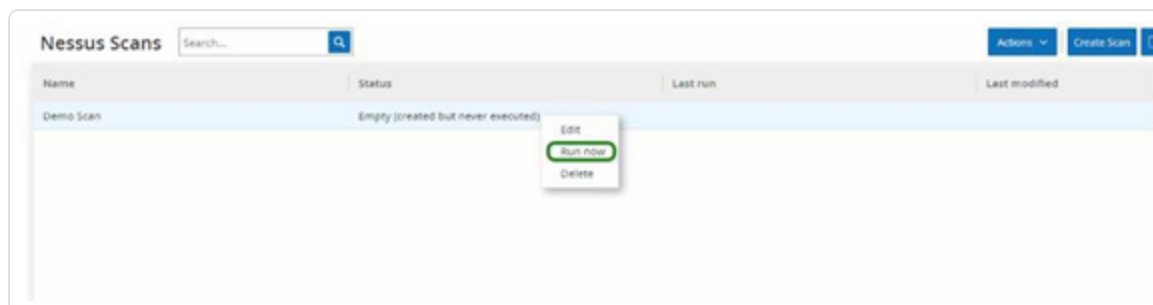 Nessus Scans Search... Actions Create Scan
Name Status Last run Last modified
Demo Scan Empty (created but never executed)
Edit
Run now
Delete